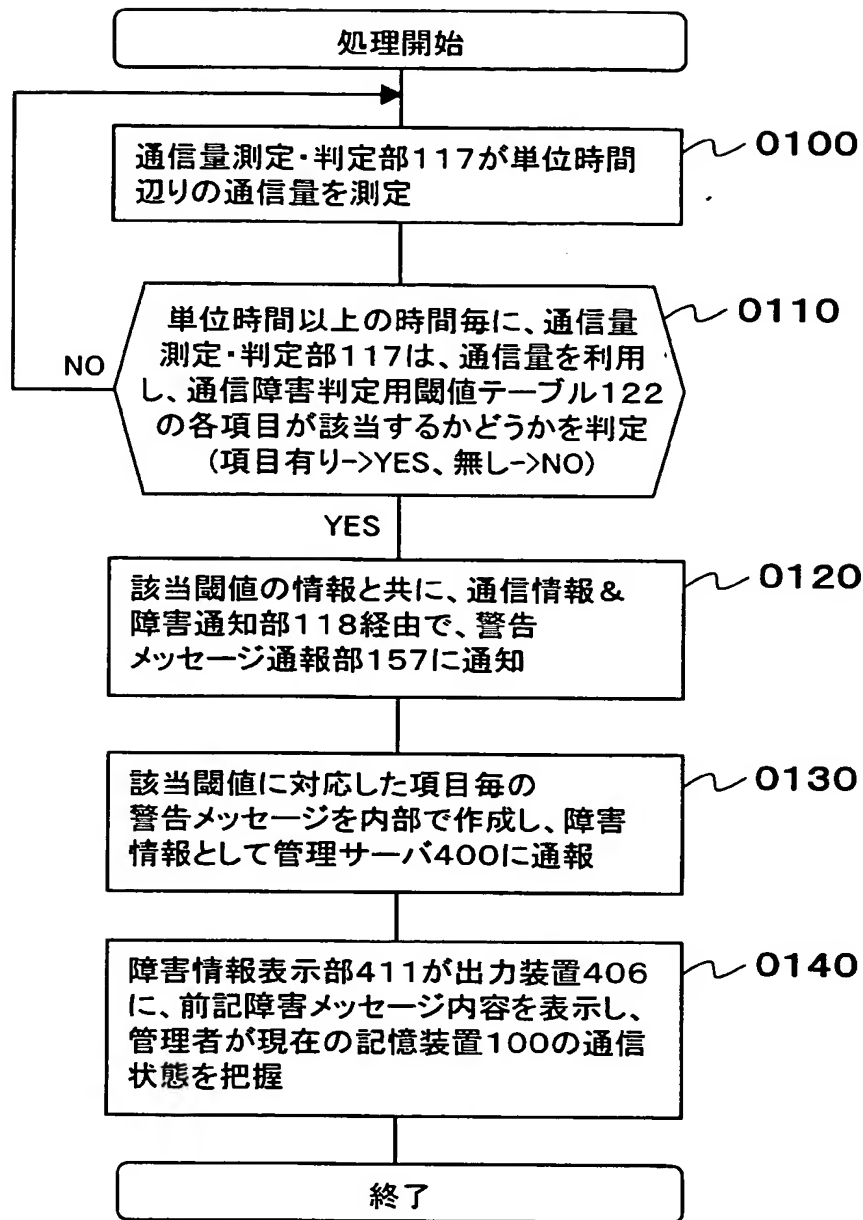 処理開始
通信量測定・判定部117が単位時間
辺りの通信量を測定
0100
単位時間以上の時間毎に、通信量
測定・判定部117は、通信量を利用
し、通信障害判定用閾値テーブル122
の各項目が該当するかどうかを判定
(項目有り->YES、無し->NO)
0110
NO
YES
該当閾値の情報と共に、通信情報&
障害通知部118経由で、警告
メッセージ通報部157に通知
0120
該当閾値に対応した項目毎の
警告メッセージを内部で作成し、障害
情報として管理サーバ400に通報
0130
障害情報表示部411が出力装置406
に、前記障害メッセージ内容を表示し、
管理者が現在の記憶装置100の通信
状態を把握
0140
終了